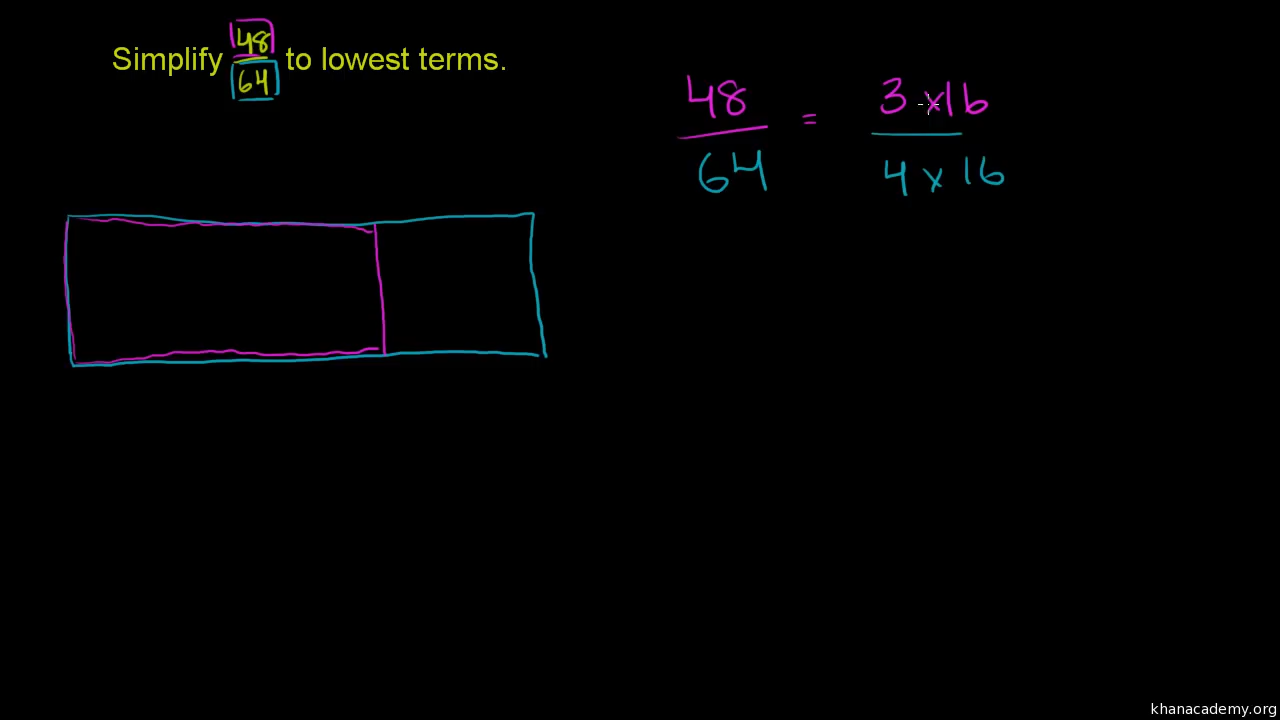 Simplify 48/64 to lowest terms.
48/64 = 3 x 16/4 x 16
khanacademy.org